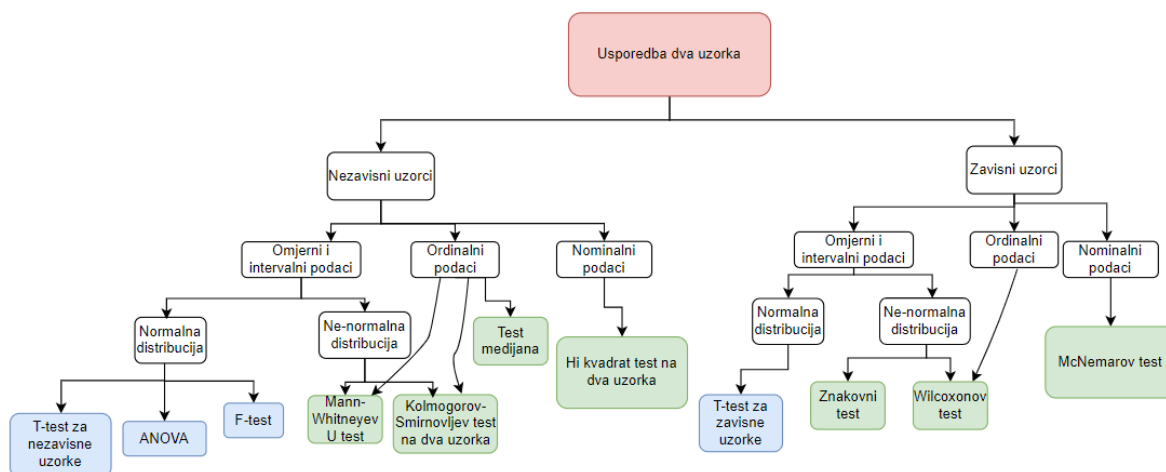 Usporedba dva uzorka
Nezavisni uzorci
Zavisni uzorci
Omjerni i
intervalni podaci
Ordinalni
podaci
Nominalni
podaci
Omjerni i
intervalni podaci
Ordinalni
podaci
Nominalni
podaci
Normalna
distribucija
Ne-normalna
distribucija
Test
medijana
Hi kvadrat test na
dva uzorka
Normalna
distribucija
Ne-normalna
distribucija
McNemarov test
T-test za
nezavisne
uzorke
ANOVA
F-test
Mann-
Whitneyev
U test
Kolmogorov-
Smirnovljev test
na dva uzorka
T-test za
zavisne
uzorke
Znakovni
test
Wilcoxonov
test